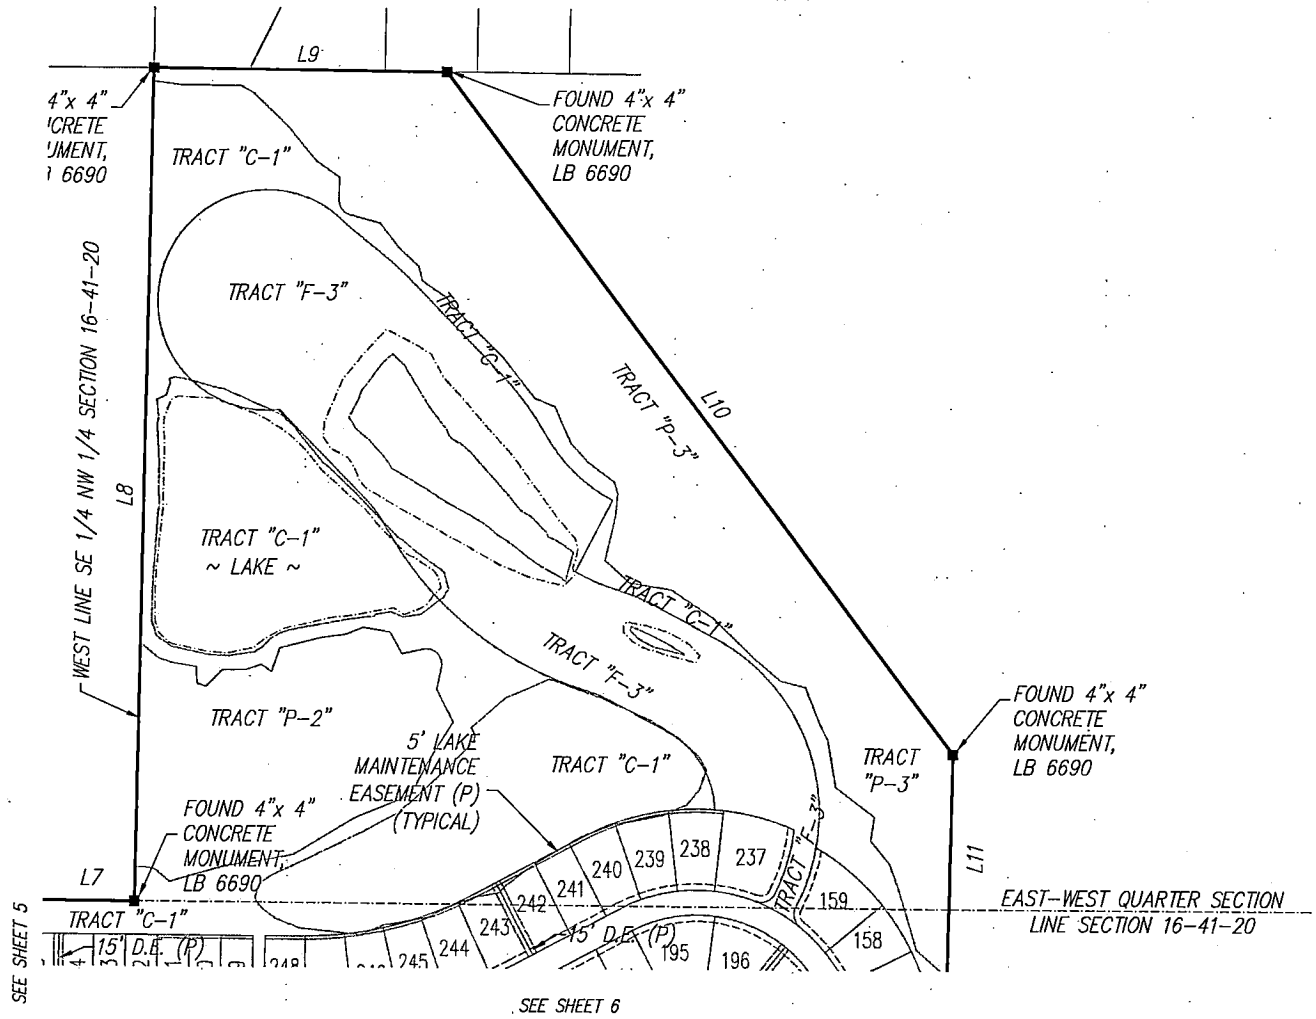 L9
4"x 4"
CRETE
UMENT,
6690
FOUND 4"x 4"
CONCRETE
MONUMENT,
LB 6690
TRACT "C-1"
TRACT "F-3"
TRACT "C-1"
TRACT "P-3"
L10
WEST LINE SE 1/4 NW 1/4 SECTION 16-41-20
L8
TRACT "C-1"
~ LAKE ~
TRACT "C-1"
TRACT "F-3"
TRACT "P-2"
5' LAKE
MAINTENANCE
EASEMENT (P)
(TYPICAL)
TRACT "C-1"
TRACT
"P-3"
FOUND 4"x 4"
CONCRETE
MONUMENT,
LB 6690
FOUND 4"x 4"
CONCRETE
MONUMENT,
LB 6690
TRACT "F-3"
L11
L7
TRACT "C-1"
15' D.E. (P)
248
245
244
243
242
241
240
239
238
237
159
158
15' D.E. (P)
195
196
EAST-WEST QUARTER SECTION
LINE SECTION 16-41-20
SEE SHEET 5
SEE SHEET 6